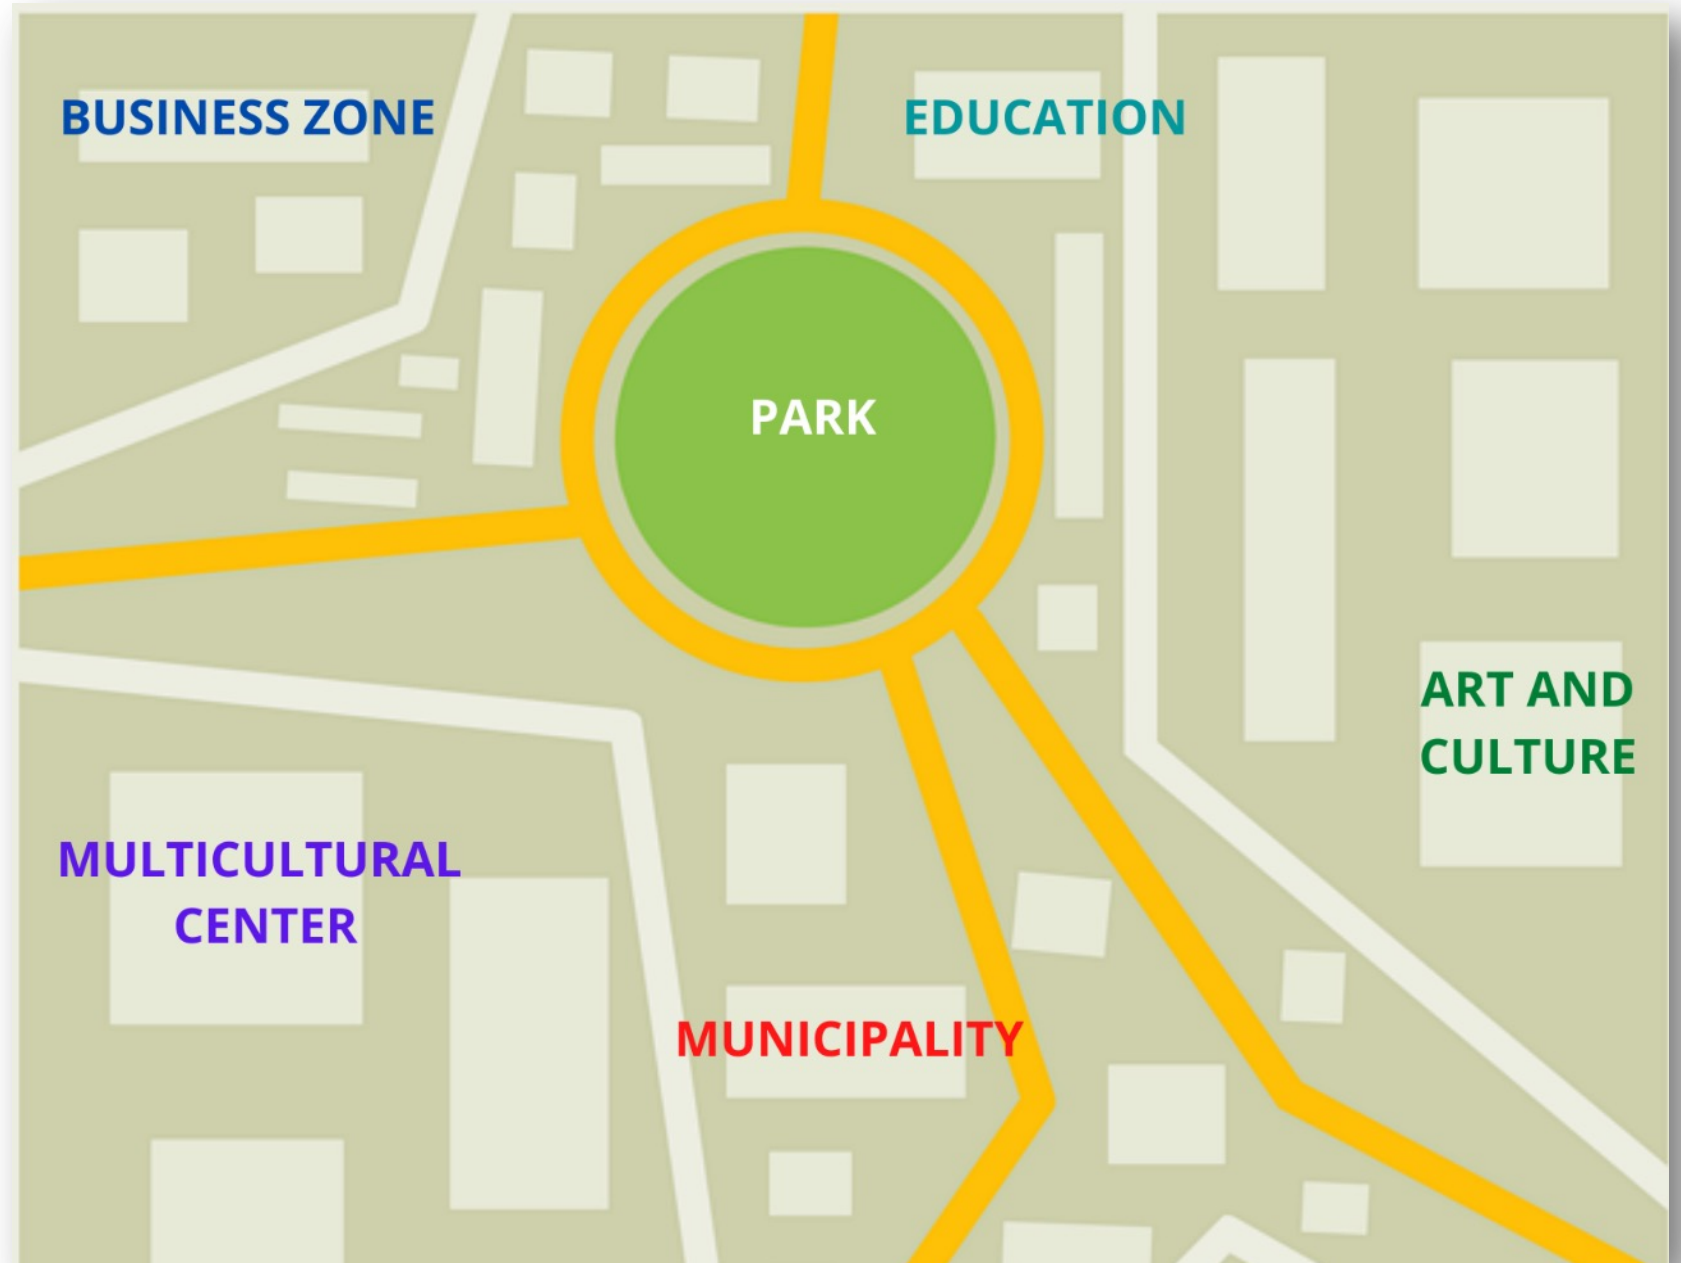 BUSINESS ZONE
EDUCATION
PARK
ART AND
CULTURE
MULTICULTURAL
CENTER
MUNICIPALITY